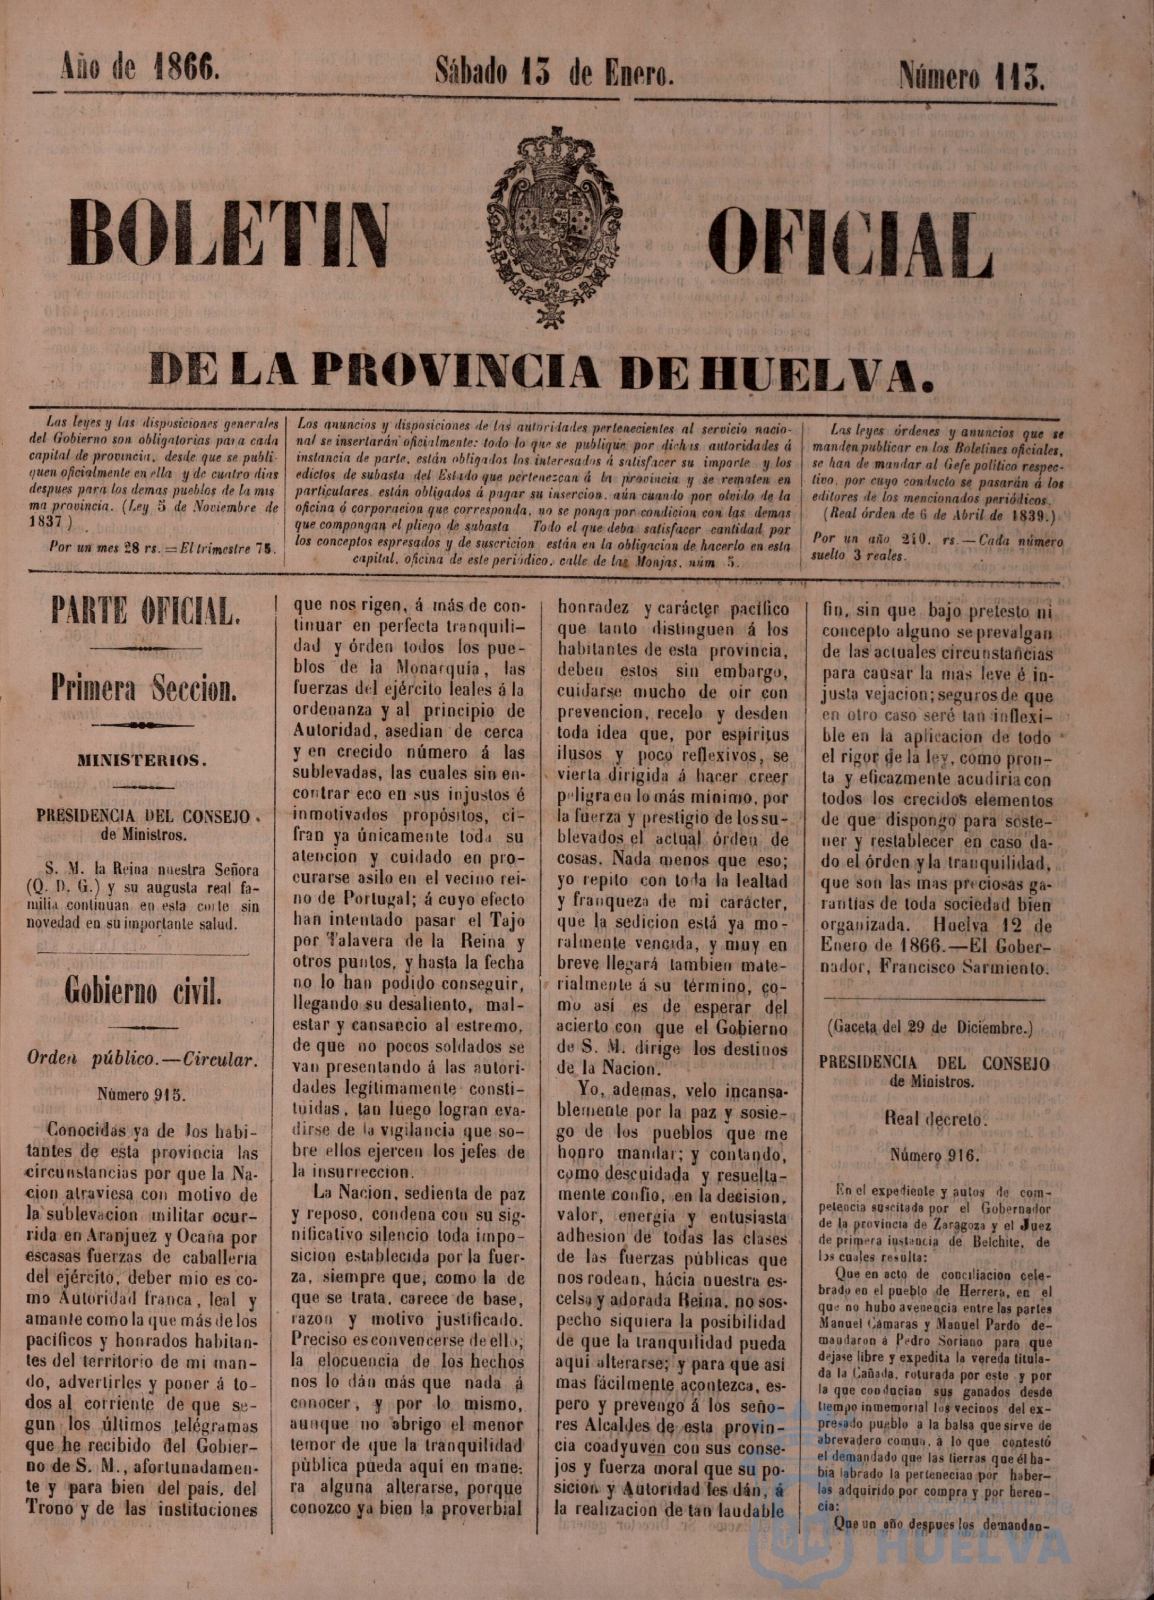 Año de 1866.
Sábado 13 de Enero.
Número 113.
BOLETIN OFICIAL
DE LA PROVINCIA DE HUELVA.
Las leyes y las disposiciones generales
del Gobierno son obligatorias para cada
capital de provincia, desde que se publi-
quen oficialmente en ella y de cuatro dias
despues para los demas pueblos de la mis
ma provincia. (Ley 3 de Noviembre de
1837)
Por un mes 28 rs.=El trimestre 75.
Los anuncios y disposiciones de las autoridades pertenecientes al servicio nacio-
nal se insertarán oficialmente: todo lo que se publique por dichas autoridades á
instancia de parte, están obligados los interesados á satisfacer su importe y los
edictos de subasta del Estado que pertenezcan á la provincia y se rematen en
particulares, están obligados á pagar su insercion, aún cuando por olvido de la
oficina ó corporacion que corresponda, no se ponga por condicion con las demas
que compongan el pliego de subasta Todo el que deba satisfacer cantidad por
los conceptos espresados y de suscricion están en la obligacion de hacerlo en esta
capital, oficina de este periódico, calle de las Monjas, núm 5.
Las leyes órdenes y anuncios que se
manden publicar en los Boletines oficiales,
se han de mandar al Gefe politico respec-
tivo, por cuyo conducto se pasarán á los
editores de los mencionados periódicos.
(Real órden de 6 de Abril de 1839.)
Por un año 240. rs.—Cada número
suelto 3 reales.
PARTE OFICIAL.
Primera Seccion.
MINISTERIOS.
PRESIDENCIA DEL CONSEJO
de Ministros.
S. M. la Reina nuestra Señora
(Q. D. G.) y su augusta real fa-
milia continuan en esta corte sin
novedad en su importante salud.
Gobierno civil.
Orden público.—Circular.
Número 915.
Conocidas ya de los habi-
tantes de esta provincia las
circunstancias por que la Na-
cion atraviesa con motivo de
la sublevacion militar ocur-
rida en Aranjuez y Ocaña por
escasas fuerzas de caballeria
del ejército, deber mio es co-
mo Autoridad franca, leal y
amante como la que más de los
pacíficos y honrados habitan-
tes del territorio de mi man-
do, advertirles y poner á to-
dos al corriente de que se-
gun los últimos telégramas
que he recibido del Gobier-
no de S. M., afortunadamen-
te y para bien del pais, del
Trono y de las instituciones
que nos rigen, á más de con-
tinuar en perfecta tranquili-
dad y órden todos los pue-
blos de la Monarquía, las
fuerzas del ejército leales á la
ordenanza y al principio de
Autoridad, asedian de cerca
y en crecido número á las
sublevadas, las cuales sin en-
contrar eco en sus injustos é
inmotivados propósitos, ci-
fran ya únicamente toda su
atencion y cuidado en pro-
curarse asilo en el vecino rei-
no de Portugal; á cuyo efecto
han intentado pasar el Tajo
por Talavera de la Reina y
otros puntos, y hasta la fecha
no lo han podido conseguir,
llegando su desaliento, mal-
estar y cansancio al estremo,
de que no pocos soldados se
van presentando á las autori-
dades legítimamente consti-
tuidas, tan luego logran eva-
dirse de la vigilancia que so-
bre ellos ejercen los jefes de
la insurreccion.
La Nacion, sedienta de paz
y reposo, condena con su sig-
nificativo silencio toda impo-
sicion establecida por la fuer-
za, siempre que, como la de
que se trata, carece de base,
razon y motivo justificado.
Preciso es convencerse de ello;
la elocuencia de los hechos
nos lo dán más que nada á
conocer, y por lo mismo,
aunque no abrigo el menor
temor de que la tranquilidad
pública pueda aquí en mane-
ra alguna alterarse, porque
conozco ya bien la proverbial
honradez y carácter pacífico
que tanto distinguen á los
habitantes de esta provincia,
deben estos sin embargo,
cuidarse mucho de oir con
prevencion, recelo y desden
toda idea que, por espíritus
ilusos y poco reflexivos, se
vierta dirigida á hacer creer
peligra en lo más mínimo, por
la fuerza y prestigio de los su-
blevados el actual órden de
cosas. Nada menos que eso;
yo repito con toda la lealtad
y franqueza de mi carácter,
que la sedicion está ya mo-
ralmente vencida, y muy en
breve llegará tambien mate-
rialmente á su término, co-
mo así es de esperar del
acierto con que el Gobierno
de S. M. dirige los destinos
de la Nacion.
Yo, ademas, velo incansa-
blemente por la paz y sosie-
go de los pueblos que me
honro mandar; y contando,
como descuidada y resuelta-
mente confio, en la decision,
valor, energía y entusiasta
adhesion de todas las clases
de las fuerzas públicas que
nos rodean, hácia nuestra es-
celsa y adorada Reina, no sos-
pecho siquiera la posibilidad
de que la tranquilidad pueda
aquí alterarse; y para que así
mas fácilmente acontezca, es-
pero y prevengo á los seño-
res Alcaldes de esta provin-
cia coadyuven con sus conse-
jos y fuerza moral que su po-
sicion y Autoridad les dán, á
la realizacion de tan laudable
fin, sin que bajo pretesto ni
concepto alguno se prevalgan
de las actuales circunstancias
para causar la mas leve é in-
justa vejacion; seguros de que
en otro caso seré tan inflexi-
ble en la aplicacion de todo
el rigor de la ley, como pron-
ta y eficazmente acudiria con
todos los crecidos elementos
de que dispongo para soste-
ner y restablecer en caso da-
do el órden y la tranquilidad,
que son las mas preciosas ga-
rantías de toda sociedad bien
organizada. Huelva 12 de
Enero de 1866.—El Gober-
nador, Francisco Sarmiento.
(Gaceta del 29 de Diciembre.)
PRESIDENCIA DEL CONSEJO
de Ministros.
Real decreto.
Número 916.
En el expediente y autos de com-
petencia suscitada por el Gobernador
de la provincia de Zaragoza y el Juez
de primera instancia de Belchite, de
los cuales resulta:
Que en acto de conciliacion cele-
brado en el pueblo de Herrera, en el
que no hubo avenencia entre las partes
Manuel Cámaras y Manuel Pardo de-
mandaron á Pedro Soriano para que
dejase libre y expedita la vereda titula-
da la Cañada, roturada por este y por
la que conducian sus ganados desde
tiempo inmemorial los vecinos del ex-
presado pueblo a la balsa que sirve de
abrevadero comun, á lo que contestó
el demandado que las tierras que él ha-
bia labrado la pertenecian por haber-
las adquirido por compra y por heren-
cia:
Que un año despues los demandan-
HUELVA